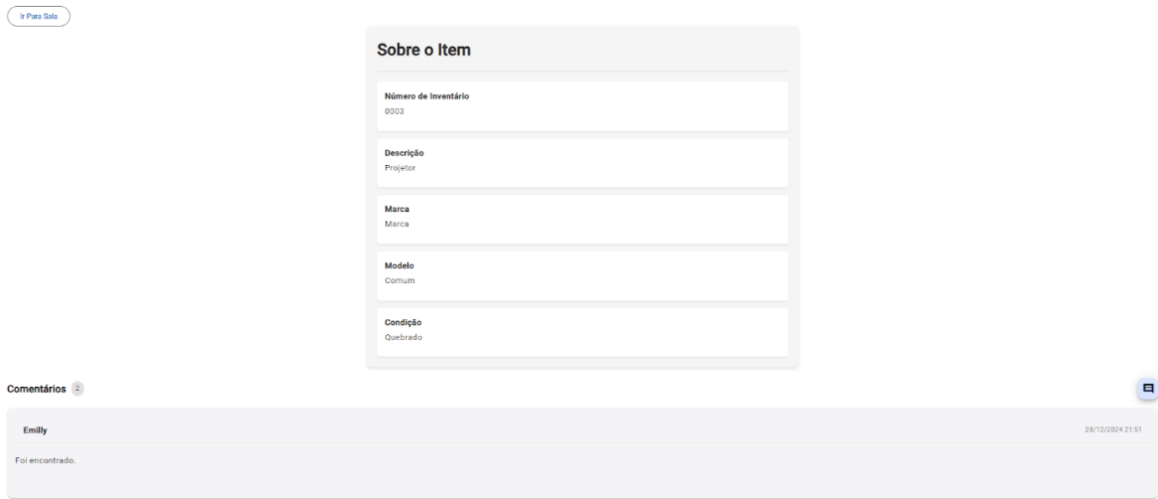 Ir Para Sala
Sobre o Item
Número de Inventário
0003
Descrição
Projetor
Marca
Marca
Modelo
Comum
Condição
Quebrado
Comentários 2
Emilly 28/12/2024 21:51
Foi encontrado.